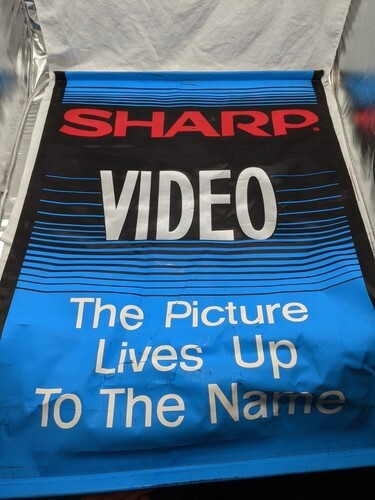 SHARP.
VIDEO
The Picture
Lives Up
To The Name